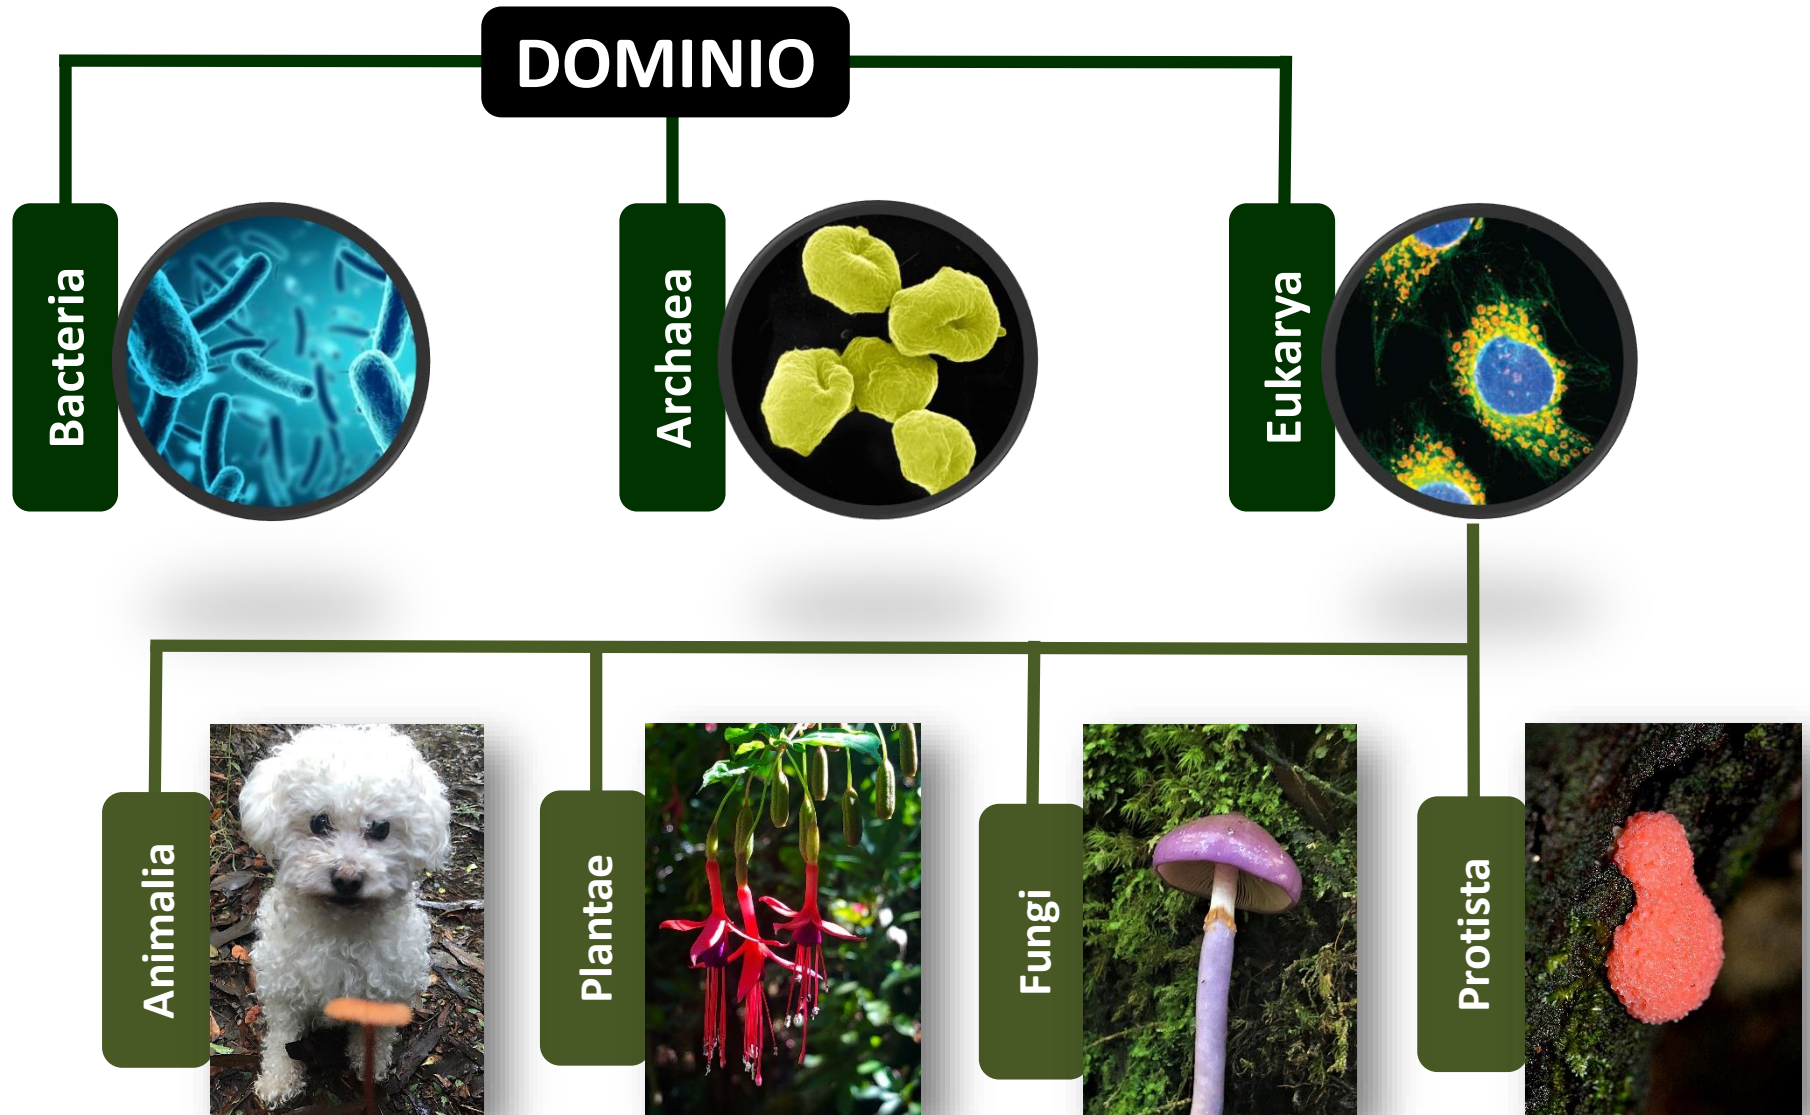 DOMINIO
Bacteria
Archaea
Eukarya
Animalia
Plantae
Fungi
Protista